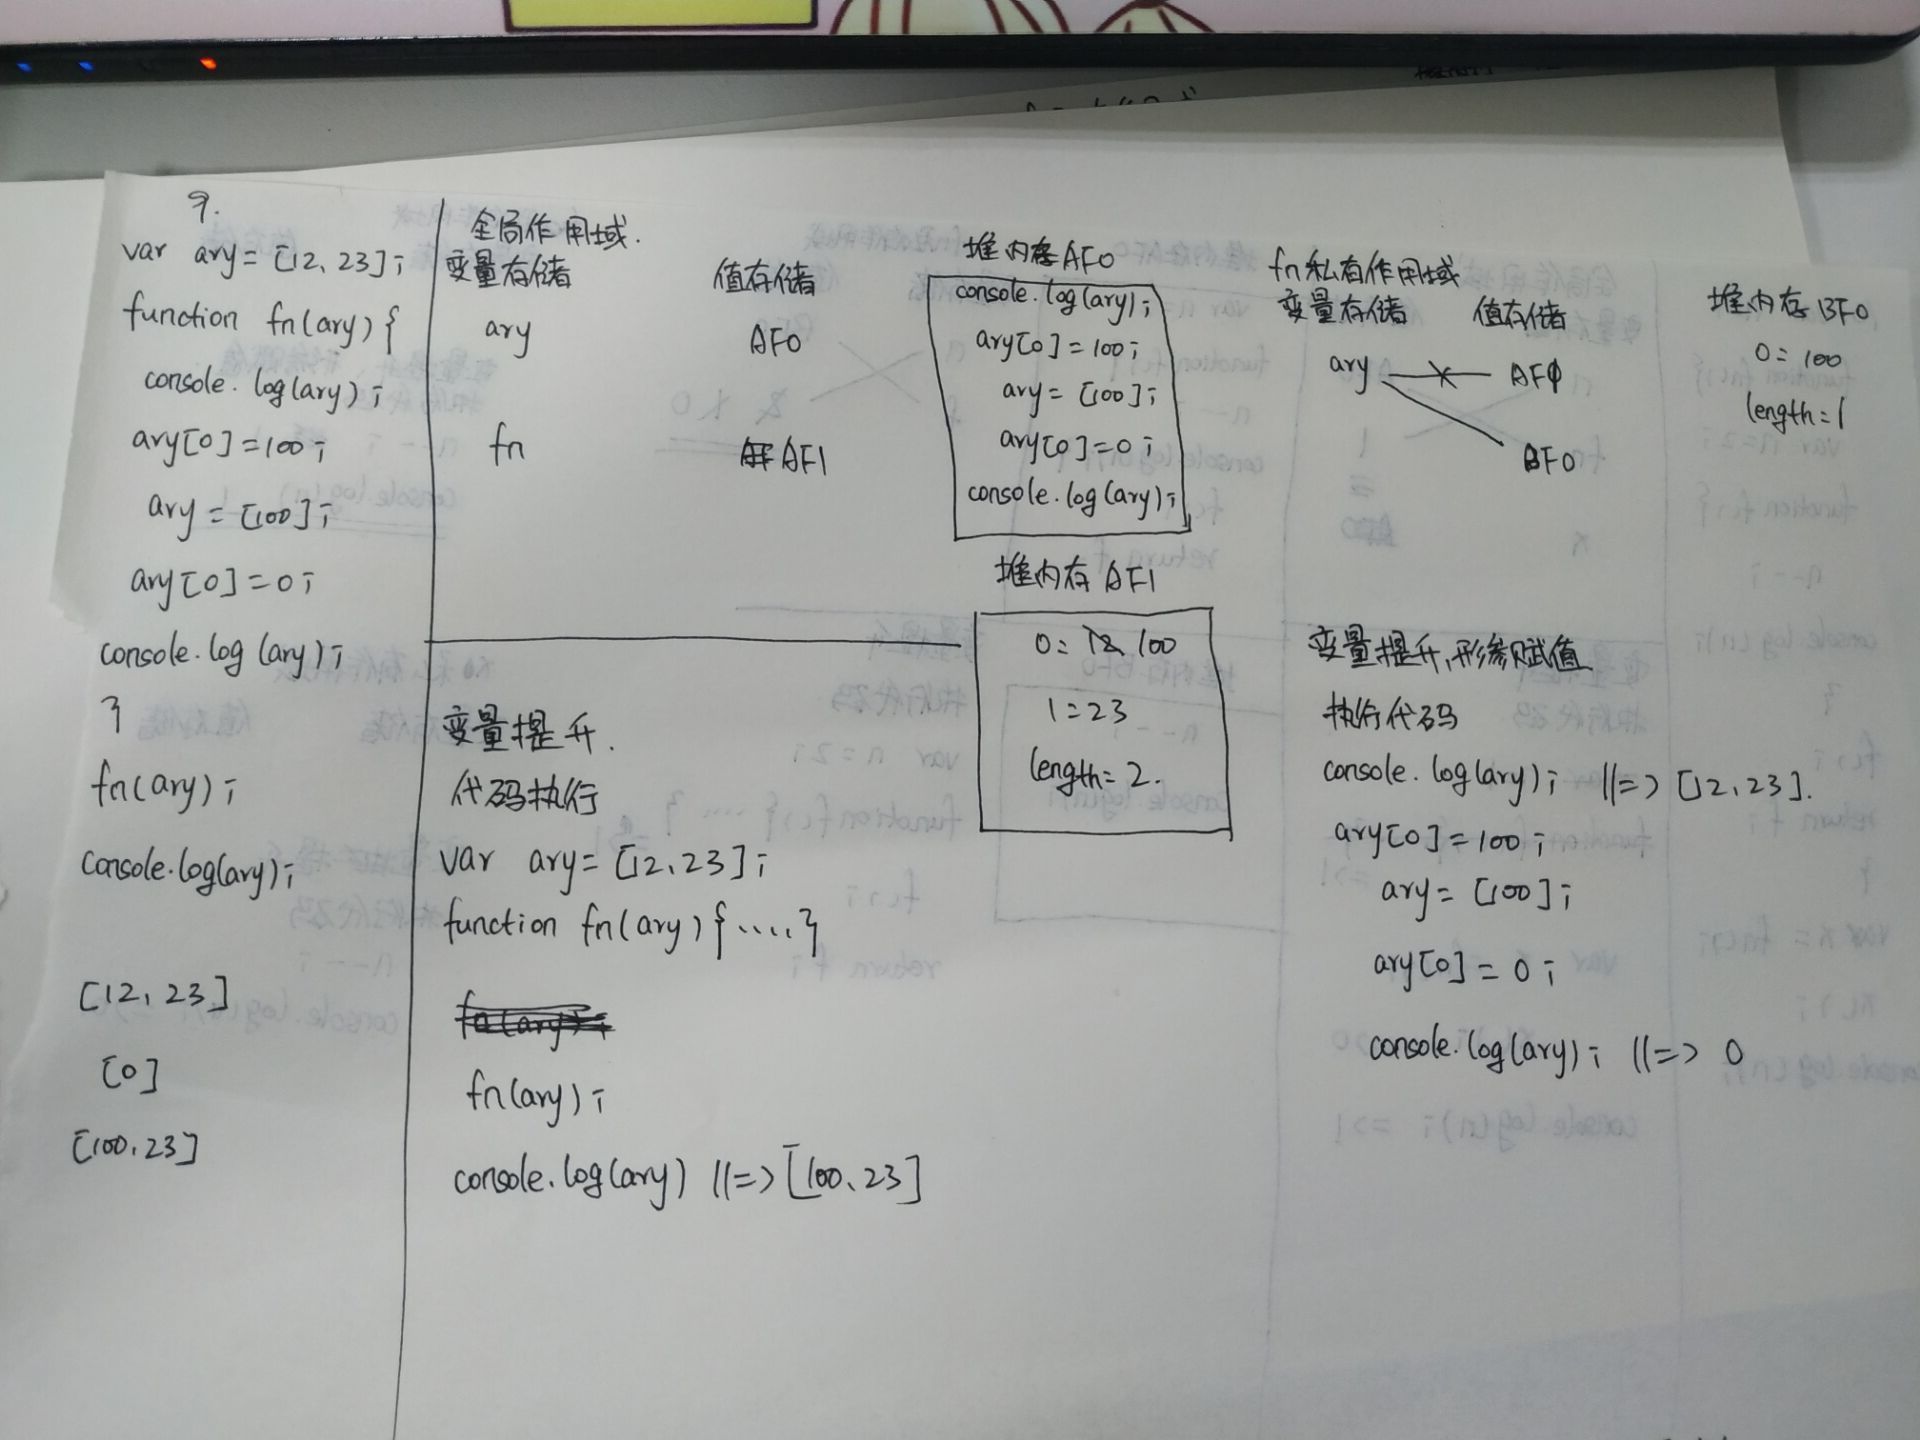 9.
var ary= [12, 23];
function fn(ary) {
console.log(ary);
ary[0]=100;
ary=[100];
ary[0]=0;
console.log(ary);
}
fn(ary);
console.log(ary);
[12, 23]
[0]
[100, 23]
全局作用域.
变量存储 值存储
ary AF0
fn AF1
变量提升.
代码执行
var ary= [12, 23];
function fn(ary) {.....}
fn(ary);
fn(ary);
console.log(ary) //=> [100, 23]
堆内存AF0
console.log(ary);
ary[0]=100;
ary= [100];
ary[0]=0;
console.log(ary);
堆内存 AF1
0: 12 100
1:23
length=2.
fn私有作用域
变量存储 值存储
ary AF0
BF0
变量提升,形参赋值
执行代码
console.log(ary); //=> [12, 23].
ary[0]=100;
ary= [100];
ary[0]= 0;
console.log(ary); //=> 0
堆内存 BF0
0: 100
length=1